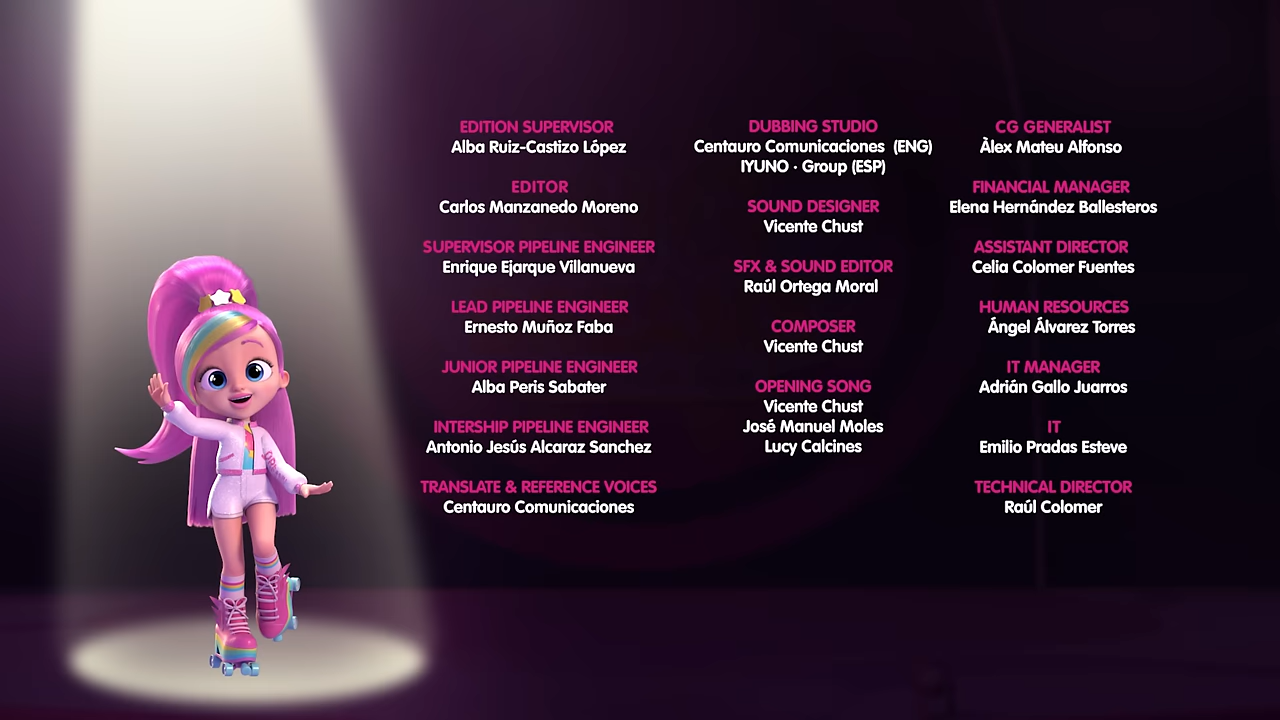 EDITION SUPERVISOR
Alba Ruiz-Castizo López
EDITOR
Carlos Manzanedo Moreno
SUPERVISOR PIPELINE ENGINEER
Enrique Ejarque Villanueva
LEAD PIPELINE ENGINEER
Ernesto Muñoz Faba
JUNIOR PIPELINE ENGINEER
Alba Peris Sabater
INTERSHIP PIPELINE ENGINEER
Antonio Jesús Alcaraz Sanchez
TRANSLATE & REFERENCE VOICES
Centauro Comunicaciones
DUBBING STUDIO
Centauro Comunicaciones (ENG)
IYUNO · Group (ESP)
SOUND DESIGNER
Vicente Chust
SFX & SOUND EDITOR
Raúl Ortega Moral
COMPOSER
Vicente Chust
OPENING SONG
Vicente Chust
José Manuel Moles
Lucy Calcines
CG GENERALIST
Àlex Mateu Alfonso
FINANCIAL MANAGER
Elena Hernández Ballesteros
ASSISTANT DIRECTOR
Celia Colomer Fuentes
HUMAN RESOURCES
Ángel Álvarez Torres
IT MANAGER
Adrián Gallo Juarros
IT
Emilio Pradas Esteve
TECHNICAL DIRECTOR
Raúl Colomer